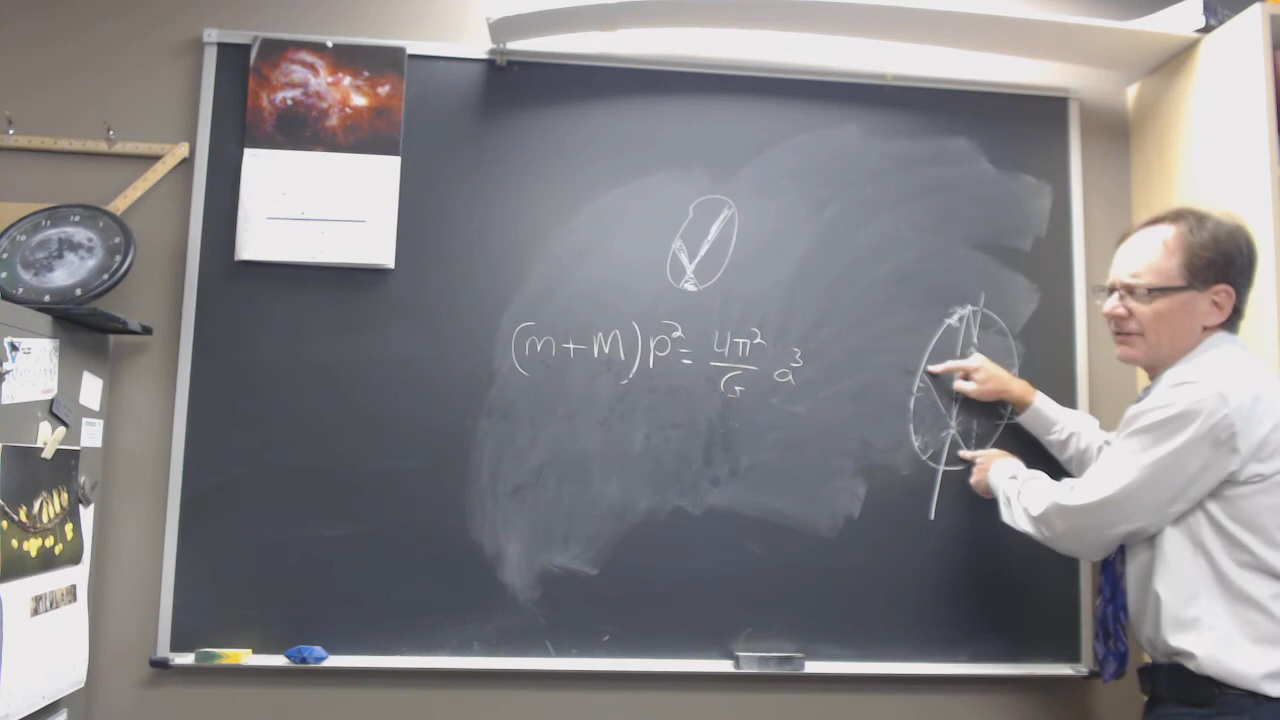 (m+M)p² = 4π²/G a³